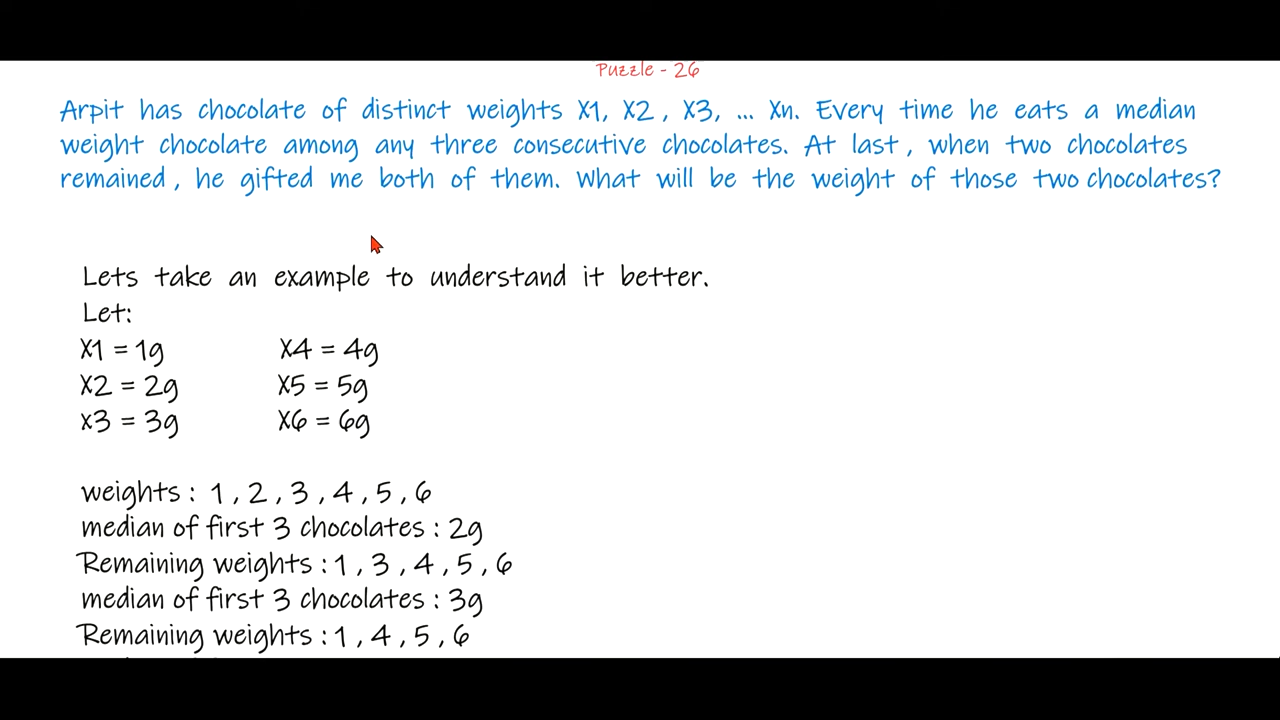 Puzzle - 26
Arpit has chocolate of distinct weights X1, X2 , X3, ... Xn. Every time he eats a median
weight chocolate among any three consecutive chocolates. At last , when two chocolates
remained , he gifted me both of them. What will be the weight of those two chocolates?
Lets take an example to understand it better.
Let:
X1 = 1g X4 = 4g
X2 = 2g X5 = 5g
x3 = 3g X6 = 6g
weights : 1 , 2 , 3 , 4 , 5 , 6
median of first 3 chocolates : 2g
Remaining weights : 1 , 3 , 4 , 5 , 6
median of first 3 chocolates : 3g
Remaining weights : 1 , 4 , 5 , 6